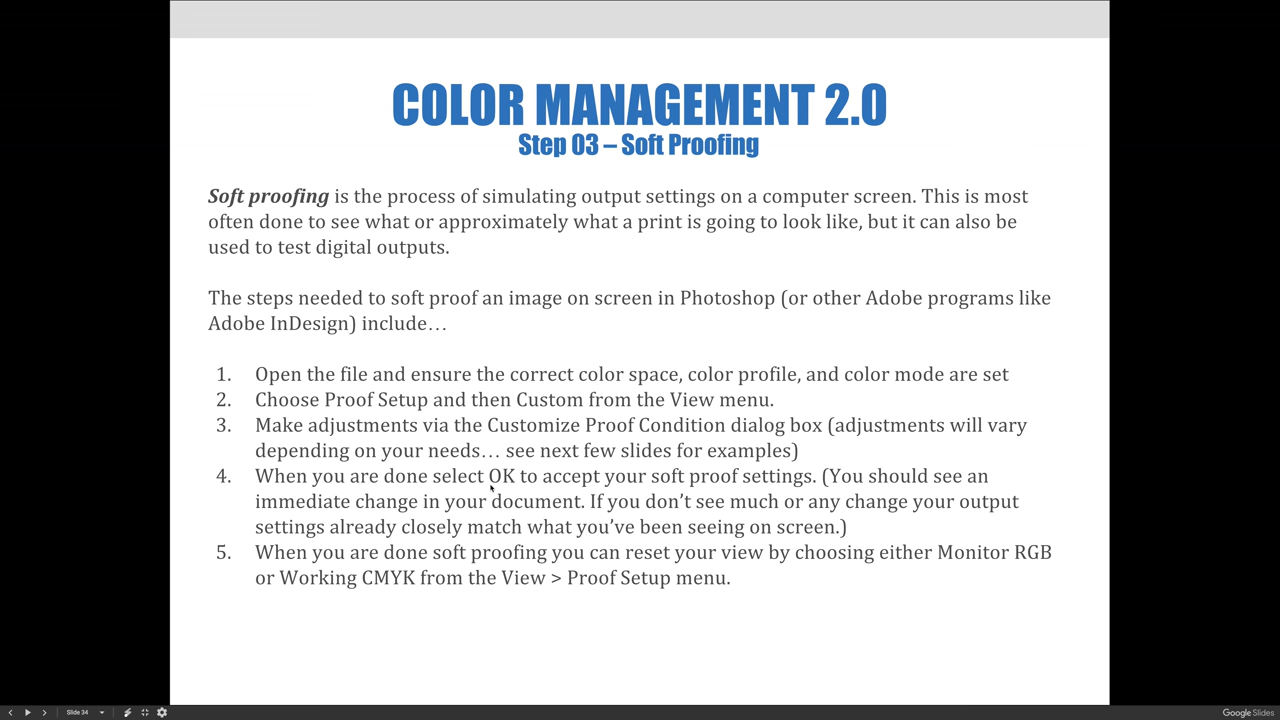 COLOR MANAGEMENT 2.0
Step 03 – Soft Proofing
Soft proofing is the process of simulating output settings on a computer screen. This is most
often done to see what or approximately what a print is going to look like, but it can also be
used to test digital outputs.
The steps needed to soft proof an image on screen in Photoshop (or other Adobe programs like
Adobe InDesign) include…
1. Open the file and ensure the correct color space, color profile, and color mode are set
2. Choose Proof Setup and then Custom from the View menu.
3. Make adjustments via the Customize Proof Condition dialog box (adjustments will vary
depending on your needs… see next few slides for examples)
4. When you are done select OK to accept your soft proof settings. (You should see an
immediate change in your document. If you don’t see much or any change your output
settings already closely match what you’ve been seeing on screen.)
5. When you are done soft proofing you can reset your view by choosing either Monitor RGB
or Working CMYK from the View > Proof Setup menu.
Slide 34
Google Slides